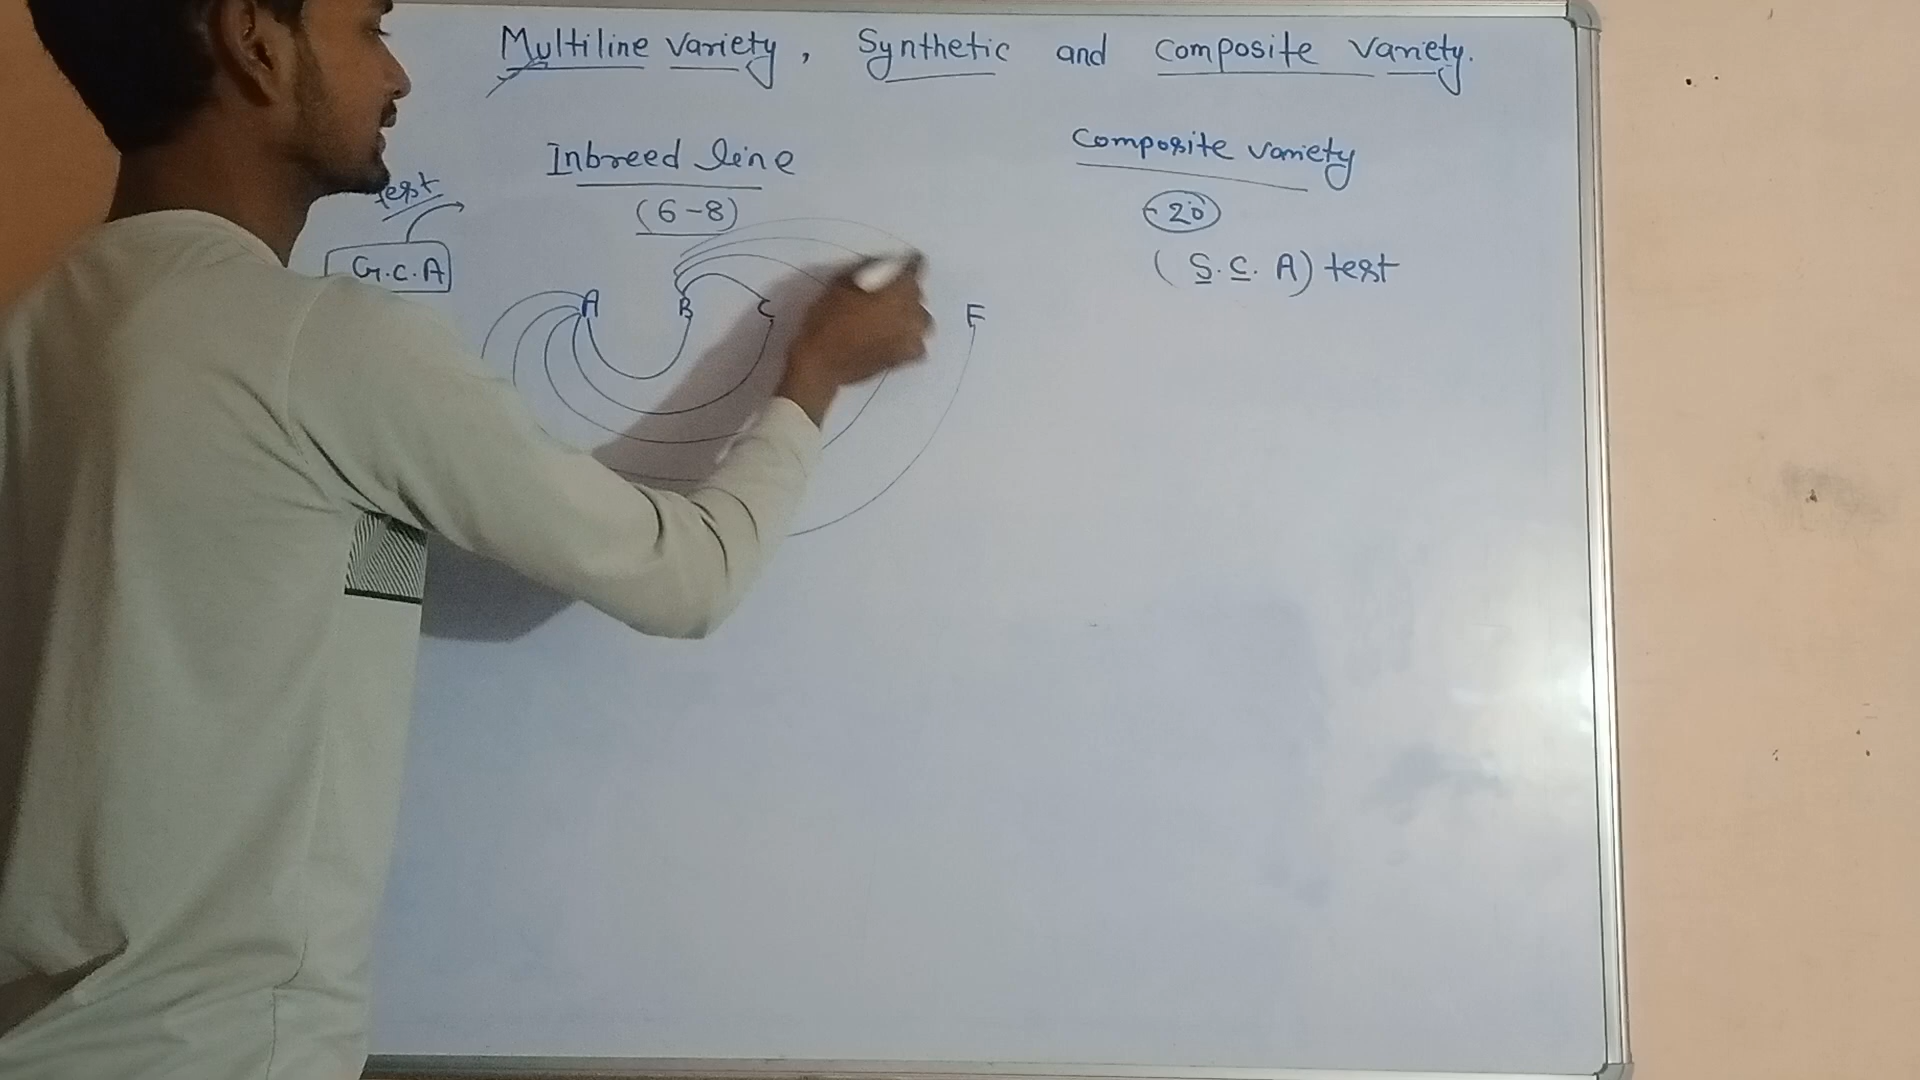 Multiline variety, Synthetic and composite variety.
Inbreed line
(6-8)
test
G.C.A
A B C F
composite variety
-20
(S.C.A) test